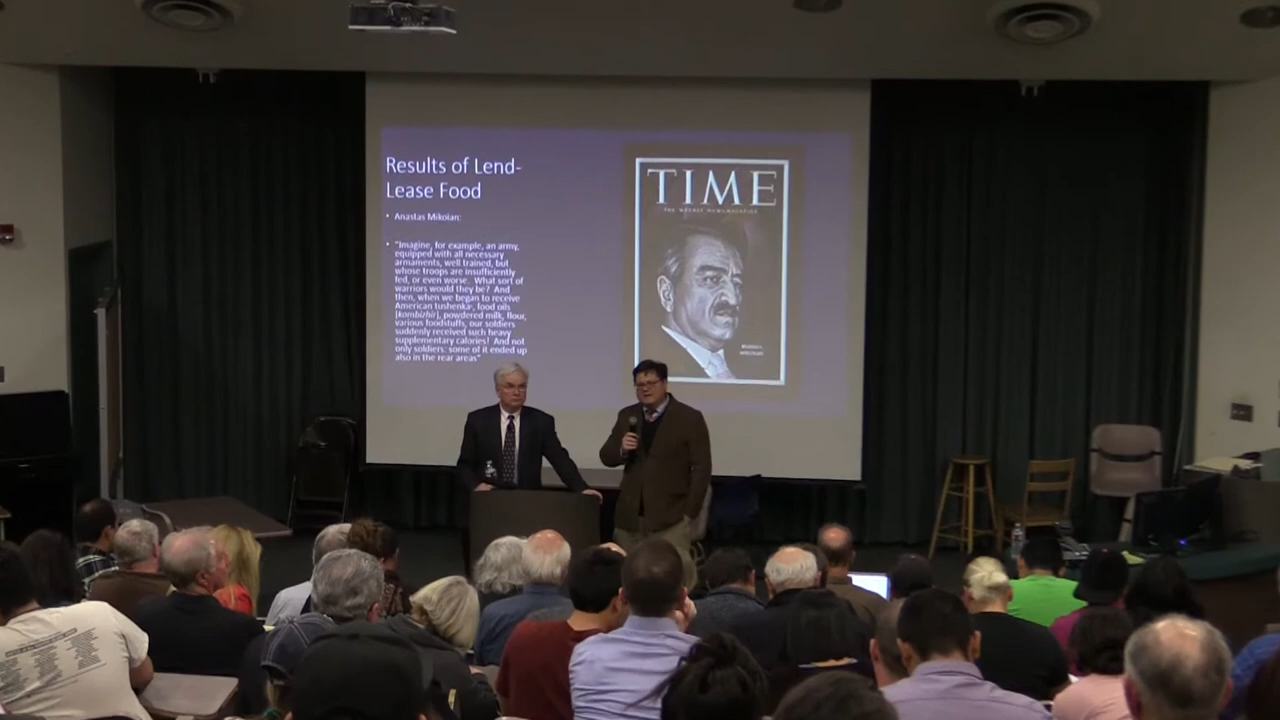 Results of Lend-
Lease Food
• Anastas Mikoian:
• "Imagine, for example, an army,
equipped with all necessary
armaments, well trained, but
whose troops are insufficiently
fed, or even worse. What sort of
warriors would they be? And
then, when we began to receive
American tushenka, food oils
[kombizhir], powdered milk, flour,
various foodstuffs, our soldiers
suddenly received such heavy
supplementary calories! And not
only soldiers: some of it ended up
also in the rear areas"
TIME
THE WEEKLY NEWSMAGAZINE